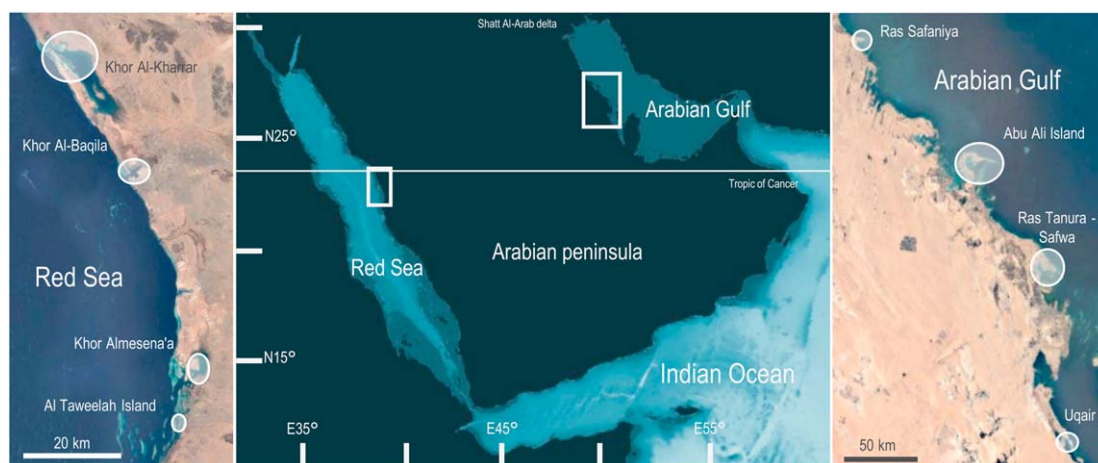 Khor Al-Kharrar
Khor Al-Baqila
Red Sea
Khor Almesena'a
Al Taweelah Island
20 km
Shatt Al-Arab delta
Arabian Gulf
N25°
Tropic of Cancer
Arabian peninsula
Red Sea
N15°
Indian Ocean
E35°
E45°
E55°
Ras Safaniya
Arabian Gulf
Abu Ali Island
Ras Tanura -
Safwa
Uqair
50 km